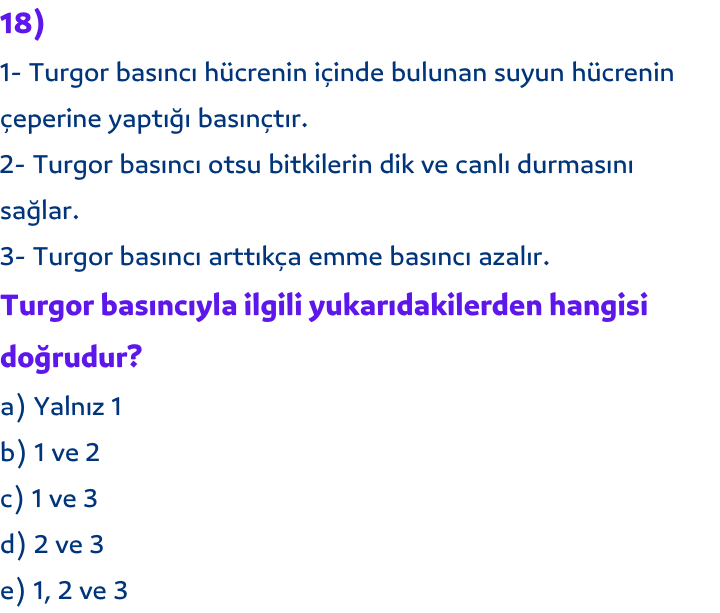 18)
1- Turgor basıncı hücrenin içinde bulunan suyun hücrenin
çeperine yaptığı basınçtır.
2- Turgor basıncı otsu bitkilerin dik ve canlı durmasını
sağlar.
3- Turgor basıncı arttıkça emme basıncı azalır.
Turgor basıncıyla ilgili yukarıdakilerden hangisi
doğrudur?
a) Yalnız 1
b) 1 ve 2
c) 1 ve 3
d) 2 ve 3
e) 1, 2 ve 3